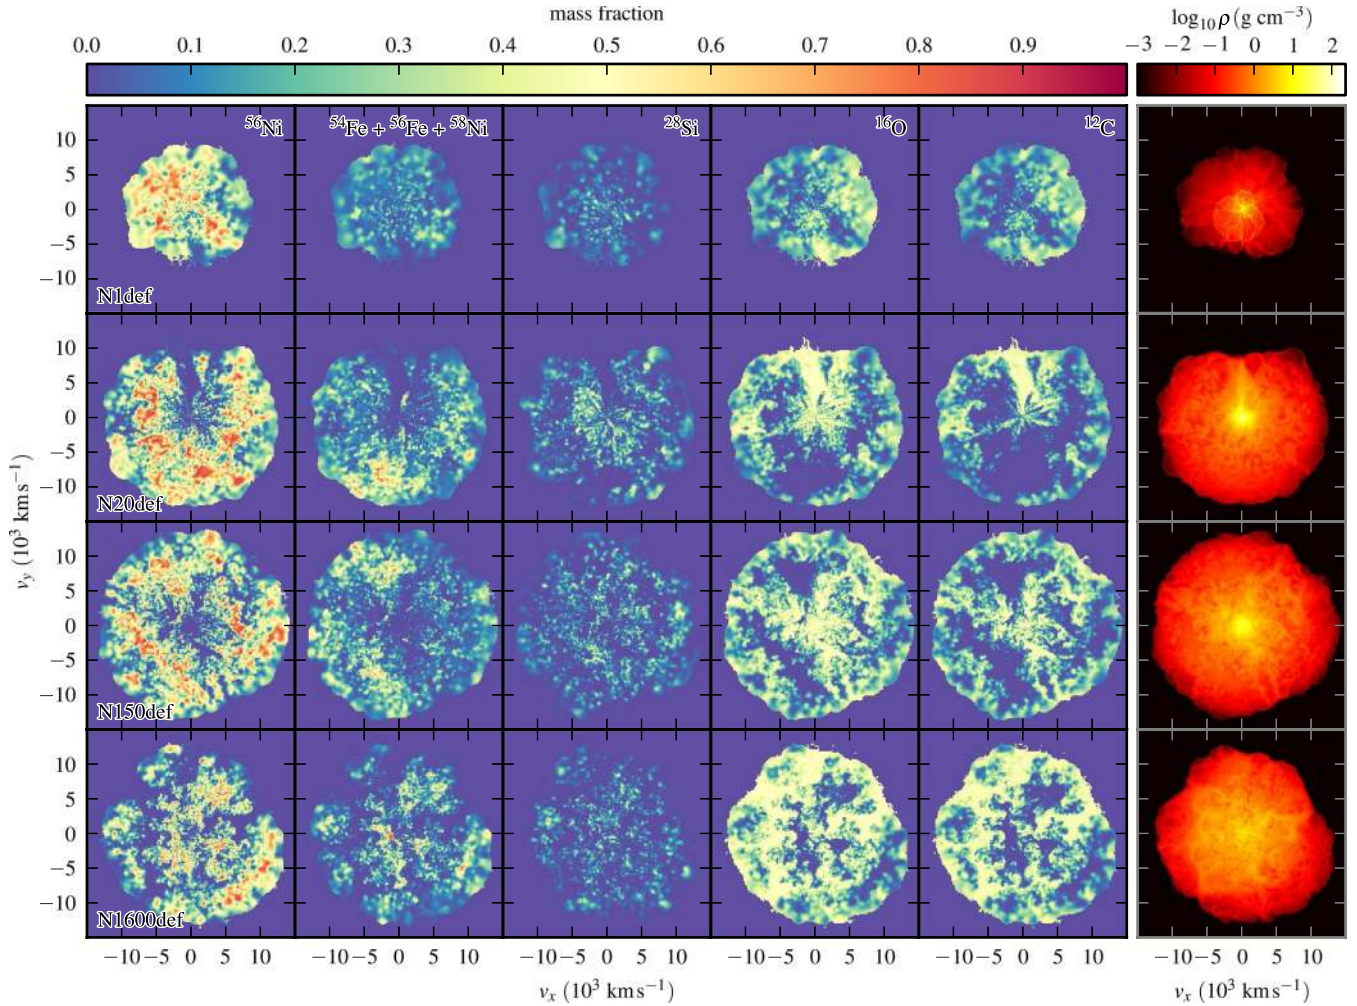 mass fraction
log₁₀ ρ (g cm⁻³)
0.0 0.1 0.2 0.3 0.4 0.5 0.6 0.7 0.8 0.9
−3 −2 −1 0 1 2
⁵⁶Ni ⁵⁴Fe + ⁵⁶Fe + ⁵⁸Ni ²⁸Si ¹⁶O ¹²C
10
5
0
−5
−10
N1def
10
5
0
−5
−10
N20def
v_y (10³ km s⁻¹)
10
5
0
−5
−10
N150def
10
5
0
−5
−10
N1600def
−10 −5 0 5 10 −10 −5 0 5 10 −10 −5 0 5 10 −10 −5 0 5 10 −10 −5 0 5 10 −10 −5 0 5 10
v_x (10³ km s⁻¹) v_x (10³ km s⁻¹)